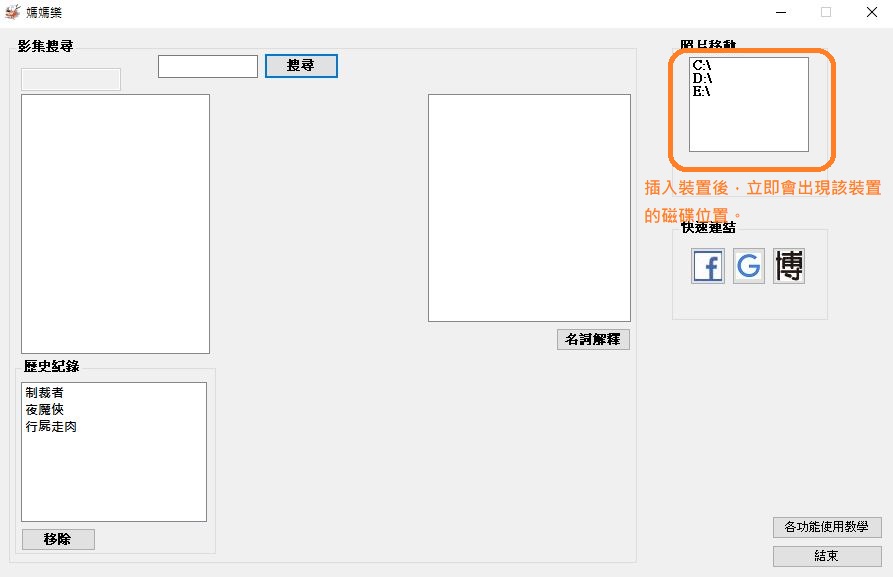 媽媽樂
影集搜尋
搜尋
照片移動
C:\
D:\
E:\
插入裝置後，立即會出現該裝置
的磁碟位置。
快速連結
f
G
博
名詞解釋
歷史紀錄
制裁者
夜魔俠
行屍走肉
移除
各功能使用教學
結束